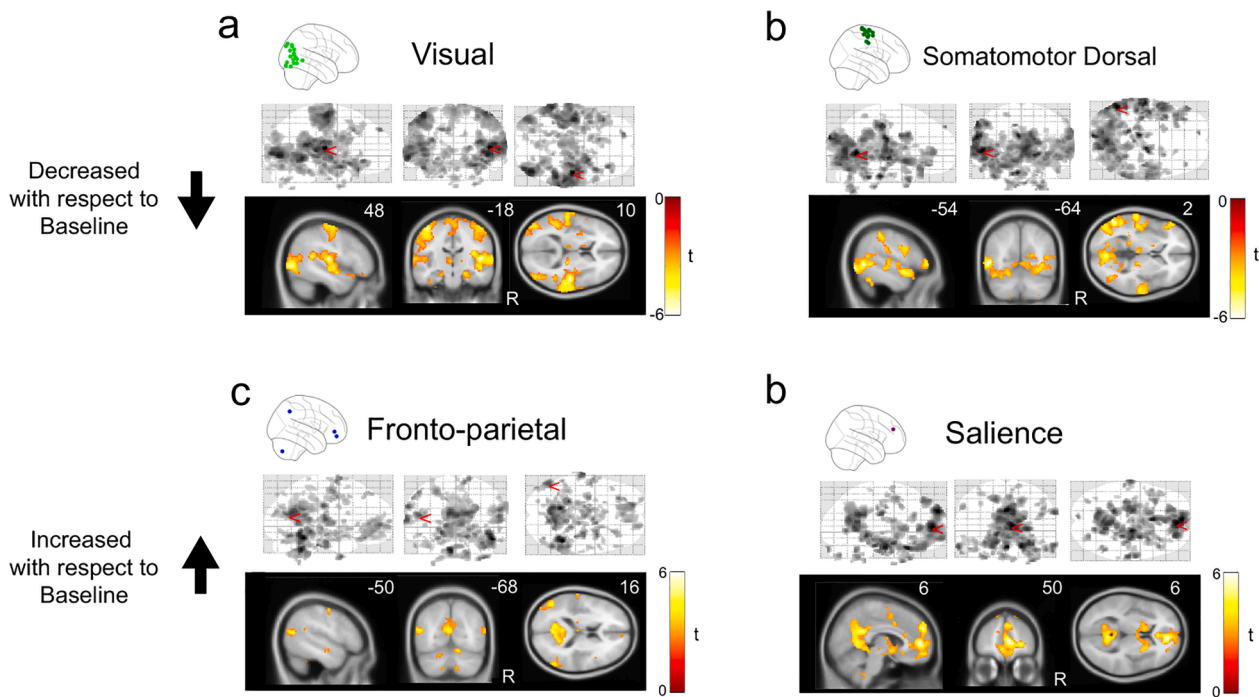 a
Visual
b
Somatomotor Dorsal
Decreased
with respect to
Baseline
48
-18
10
R
0
t
-6
-54
-64
2
R
0
t
-6
c
Fronto-parietal
b
Salience
Increased
with respect to
Baseline
-50
-68
16
R
6
t
0
6
50
6
R
6
t
0